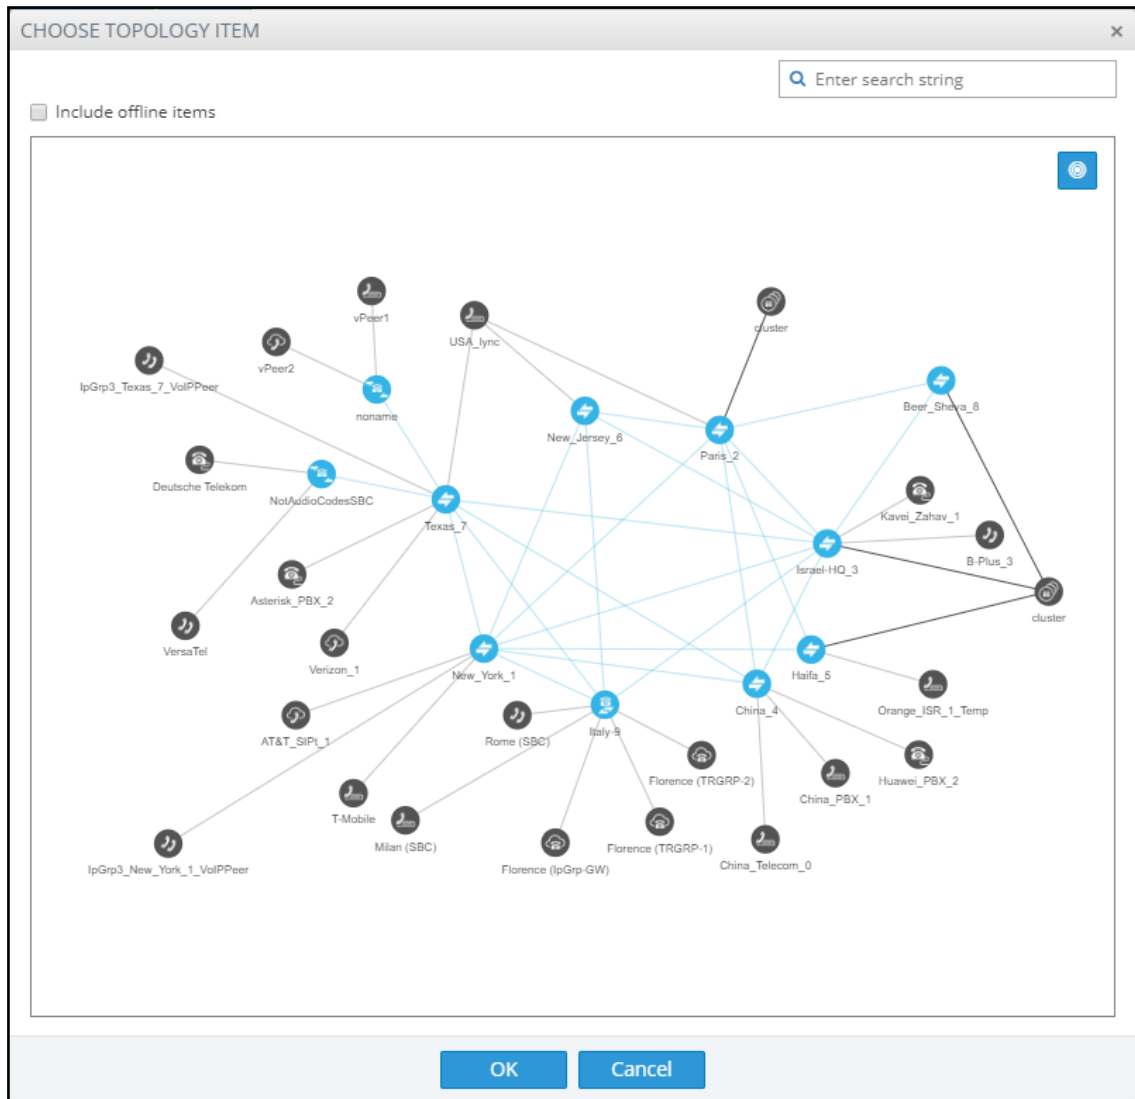 CHOOSE TOPOLOGY ITEM
×
Enter search string
Include offline items
vPeer1
cluster
USA_lync
vPeer2
IpGrp3_Texas_7_VoIPPeer
Beer_Sheva_8
noname
New_Jersey_6
Paris_2
Deutsche Telekom
NotAudioCodesSBC
Kavei_Zahav_1
Texas_7
B-Plus_3
Israel-HQ_3
Asterisk_PBX_2
cluster
VersaTel
Verizon_1
New_York_1
Haifa_5
China_4
Orange_ISR_1_Temp
AT&T_SIPt_1
Rome (SBC)
Italy-9
Florence (TRGRP-2)
Huawei_PBX_2
China_PBX_1
T-Mobile
Milan (SBC)
Florence (TRGRP-1)
China_Telecom_0
IpGrp3_New_York_1_VoIPPeer
Florence (IpGrp-GW)
OK
Cancel